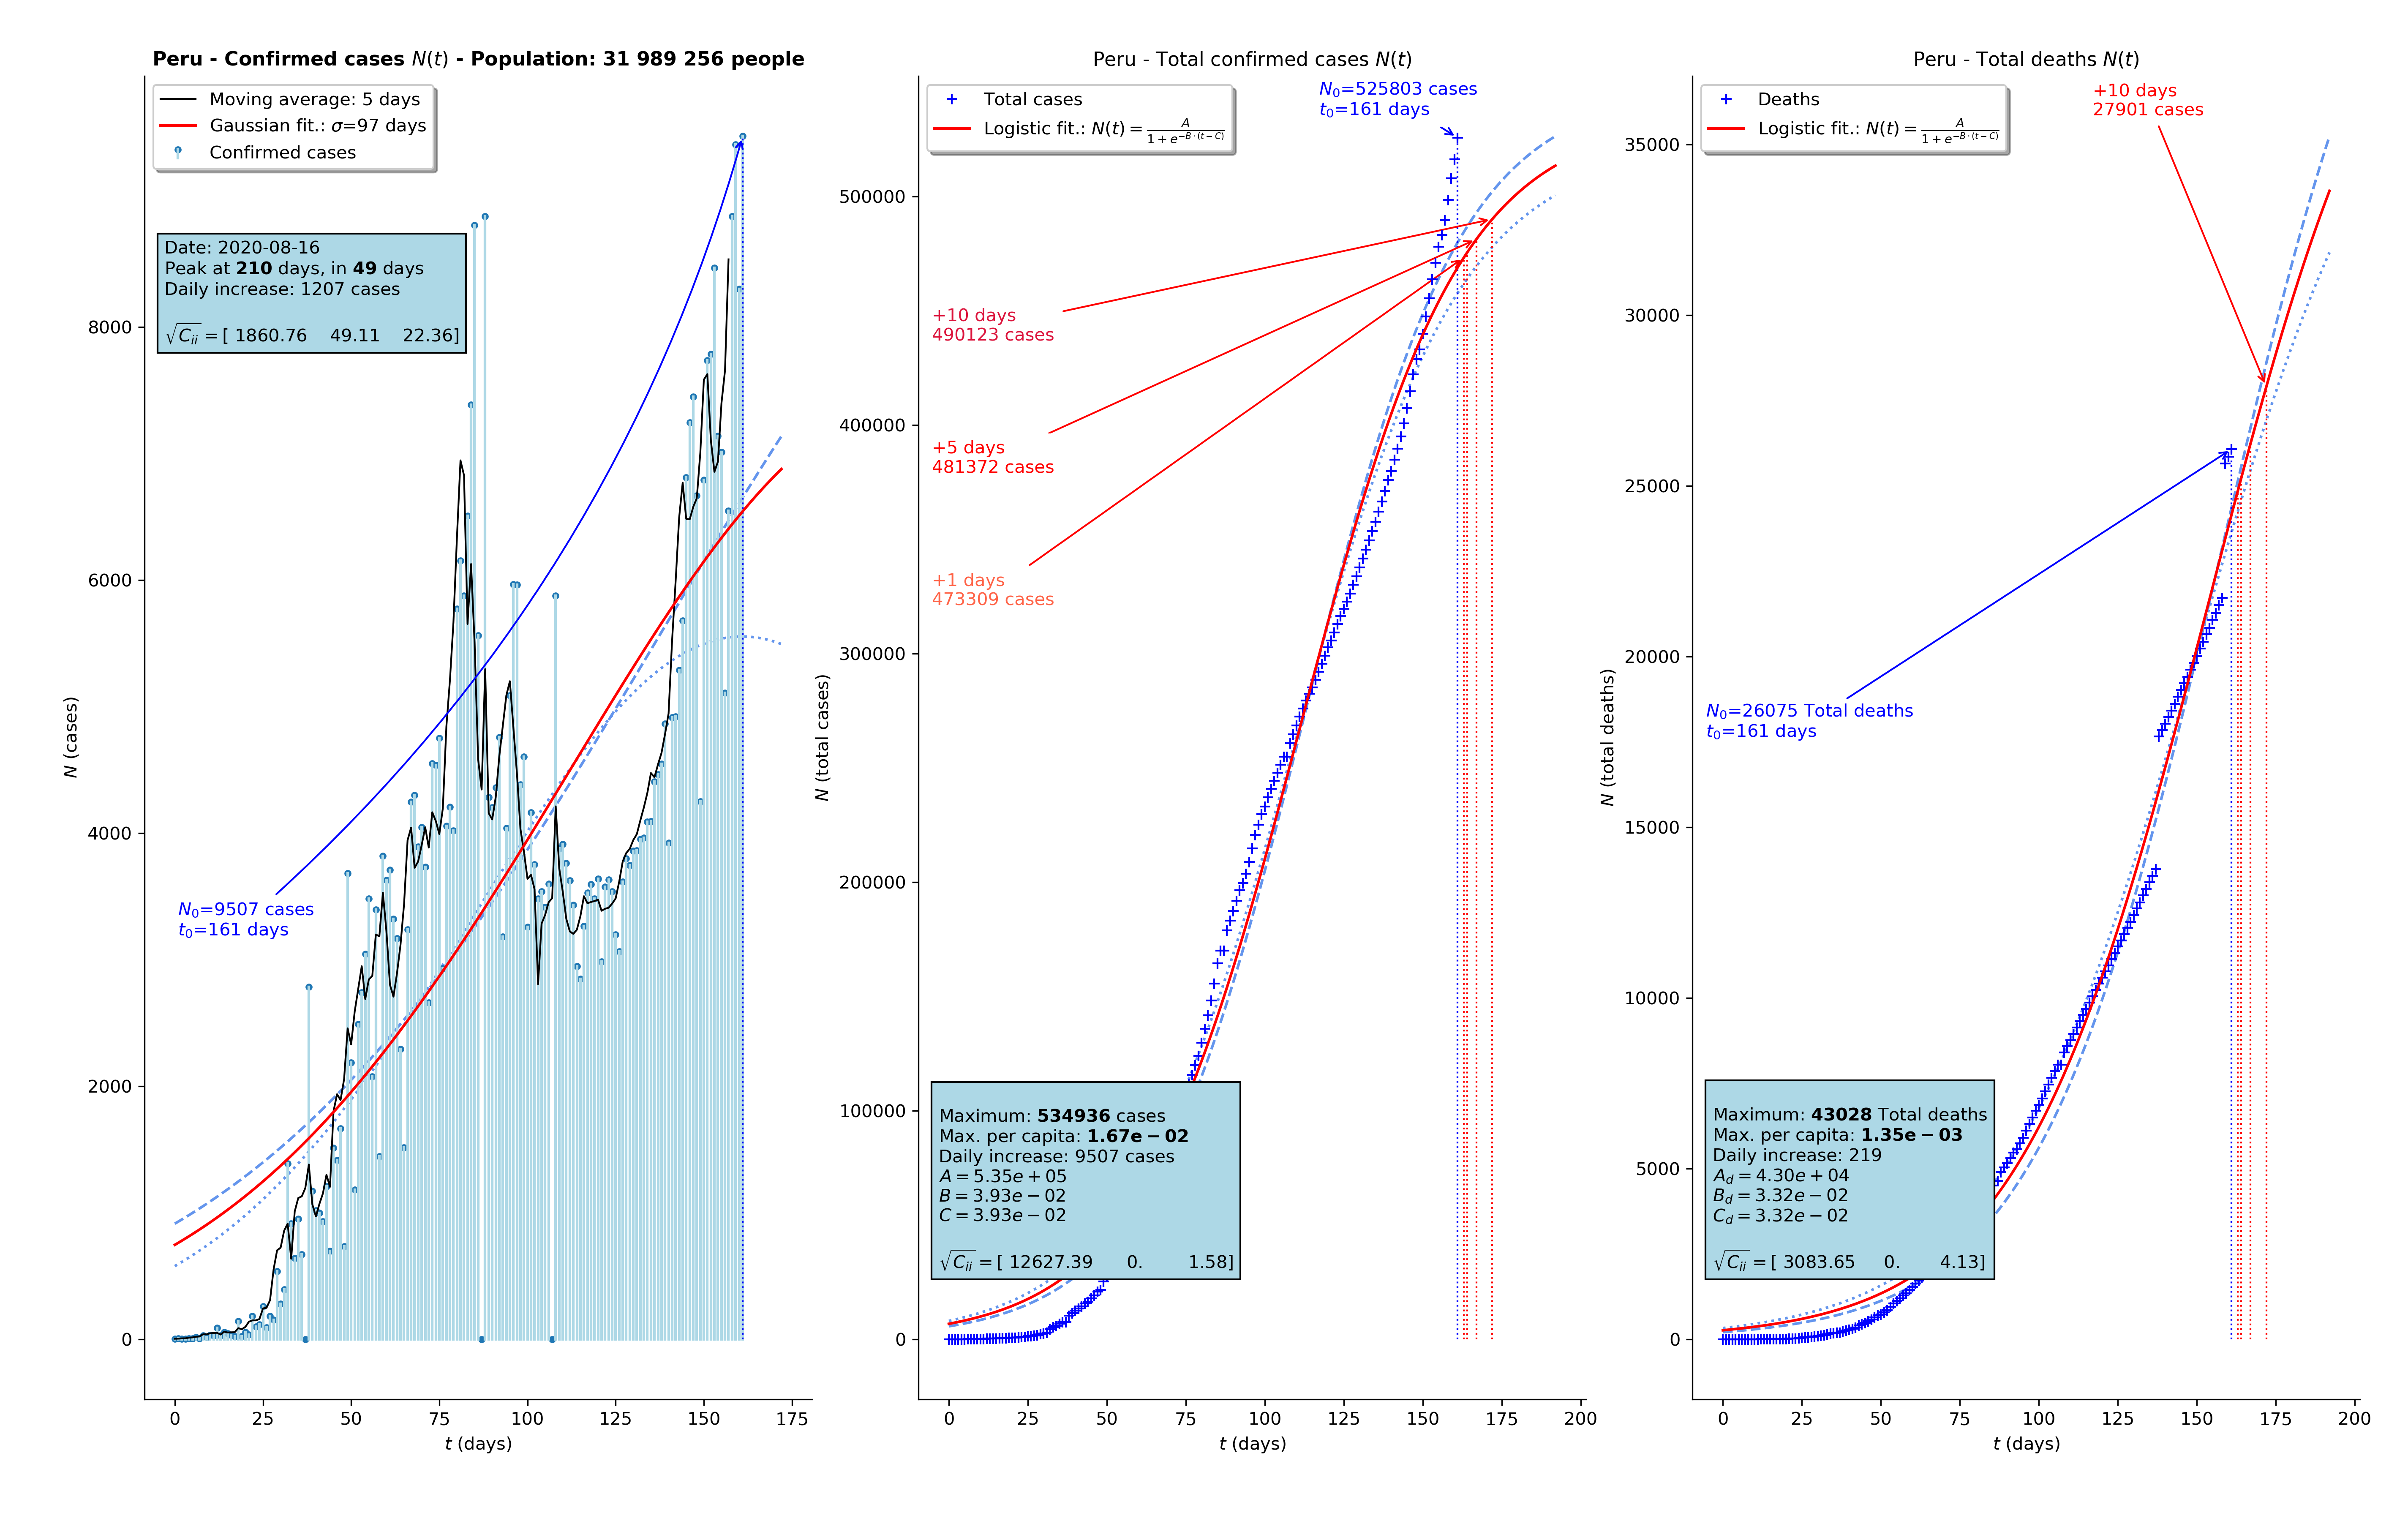 Peru - Confirmed cases N(t) - Population: 31 989 256 people
Moving average: 5 days
Gaussian fit.: σ=97 days
Confirmed cases
Date: 2020-08-16
Peak at 210 days, in 49 days
Daily increase: 1207 cases
√C_ii = [ 1860.76 49.11 22.36]
N₀=9507 cases
t₀=161 days
N (cases)
8000
6000
4000
2000
0
0 25 50 75 100 125 150 175
t (days)
Peru - Total confirmed cases N(t)
Total cases
Logistic fit.: N(t) = A / (1 + e^{−B·(t−C)})
N₀=525803 cases
t₀=161 days
+10 days
490123 cases
+5 days
481372 cases
+1 days
473309 cases
Maximum: 534936 cases
Max. per capita: 1.67e − 02
Daily increase: 9507 cases
A = 5.35e + 05
B = 3.93e − 02
C = 3.93e − 02
√C_ii = [ 12627.39 0. 1.58]
N (total cases)
500000
400000
300000
200000
100000
0
0 25 50 75 100 125 150 175 200
t (days)
Peru - Total deaths N(t)
Deaths
Logistic fit.: N(t) = A / (1 + e^{−B·(t−C)})
+10 days
27901 cases
N₀=26075 Total deaths
t₀=161 days
Maximum: 43028 Total deaths
Max. per capita: 1.35e − 03
Daily increase: 219
A_d = 4.30e + 04
B_d = 3.32e − 02
C_d = 3.32e − 02
√C_ii = [ 3083.65 0. 4.13]
N (total deaths)
35000
30000
25000
20000
15000
10000
5000
0
0 25 50 75 100 125 150 175 200
t (days)